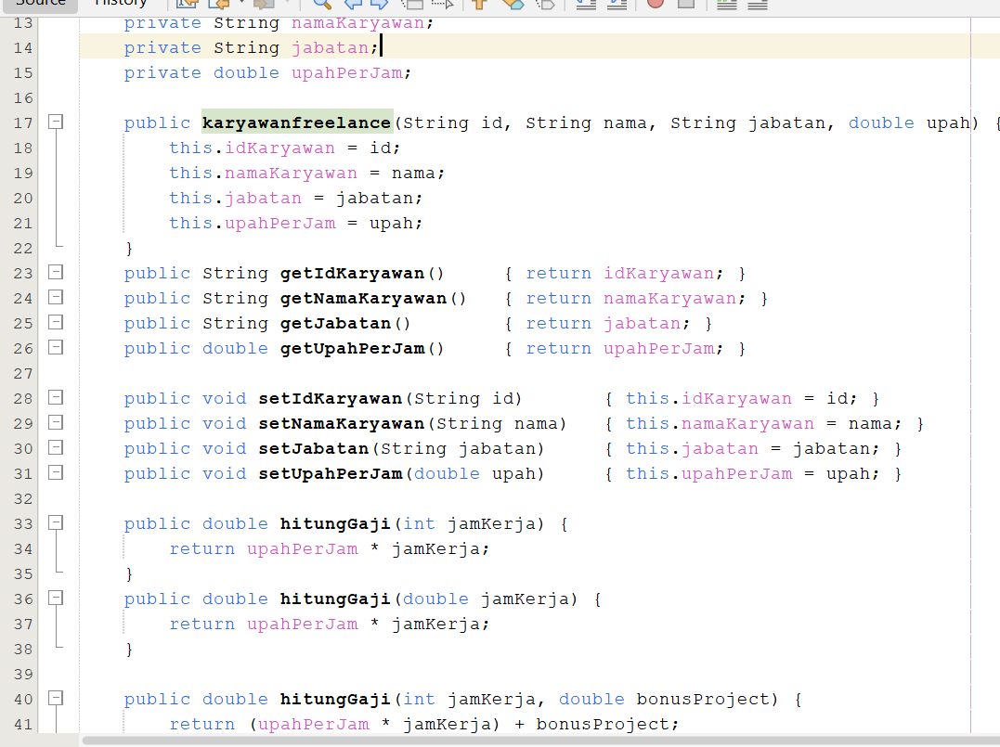 Source History
13 private String namaKaryawan;
14 private String jabatan;
15 private double upahPerJam;
16
17 public karyawanfreelance(String id, String nama, String jabatan, double upah) {
18 this.idKaryawan = id;
19 this.namaKaryawan = nama;
20 this.jabatan = jabatan;
21 this.upahPerJam = upah;
22 }
23 public String getIdKaryawan() { return idKaryawan; }
24 public String getNamaKaryawan() { return namaKaryawan; }
25 public String getJabatan() { return jabatan; }
26 public double getUpahPerJam() { return upahPerJam; }
27
28 public void setIdKaryawan(String id) { this.idKaryawan = id; }
29 public void setNamaKaryawan(String nama) { this.namaKaryawan = nama; }
30 public void setJabatan(String jabatan) { this.jabatan = jabatan; }
31 public void setUpahPerJam(double upah) { this.upahPerJam = upah; }
32
33 public double hitungGaji(int jamKerja) {
34 return upahPerJam * jamKerja;
35 }
36 public double hitungGaji(double jamKerja) {
37 return upahPerJam * jamKerja;
38 }
39
40 public double hitungGaji(int jamKerja, double bonusProject) {
41 return (upahPerJam * jamKerja) + bonusProject;